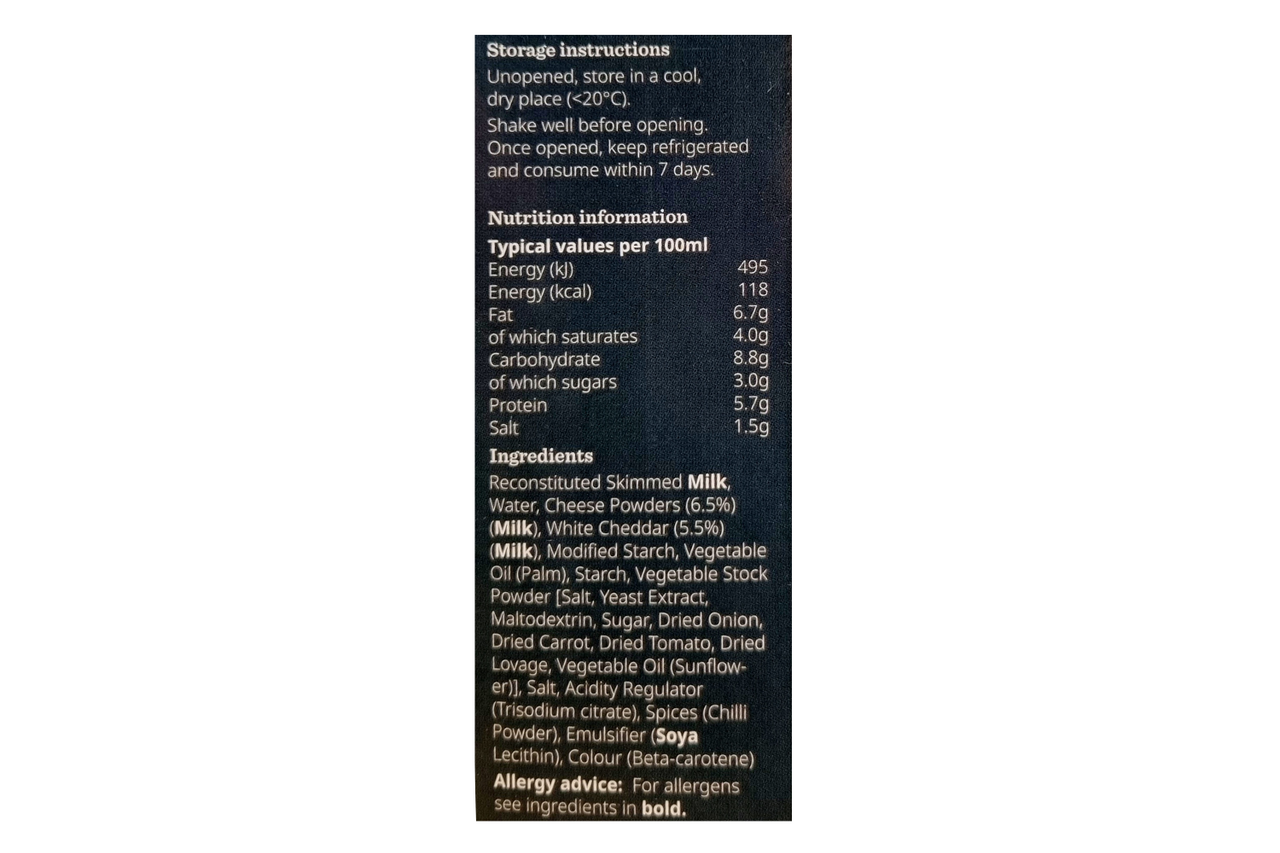 Storage instructions
Unopened, store in a cool,
dry place (<20°C).
Shake well before opening.
Once opened, keep refrigerated
and consume within 7 days.
Nutrition information
Typical values per 100ml
Energy (kJ) 495
Energy (kcal) 118
Fat 6.7g
of which saturates 4.0g
Carbohydrate 8.8g
of which sugars 3.0g
Protein 5.7g
Salt 1.5g
Ingredients
Reconstituted Skimmed Milk,
Water, Cheese Powders (6.5%)
(Milk), White Cheddar (5.5%)
(Milk), Modified Starch, Vegetable
Oil (Palm), Starch, Vegetable Stock
Powder [Salt, Yeast Extract,
Maltodextrin, Sugar, Dried Onion,
Dried Carrot, Dried Tomato, Dried
Lovage, Vegetable Oil (Sunflow-
er)], Salt, Acidity Regulator
(Trisodium citrate), Spices (Chilli
Powder), Emulsifier (Soya
Lecithin), Colour (Beta-carotene)
Allergy advice: For allergens
see ingredients in bold.